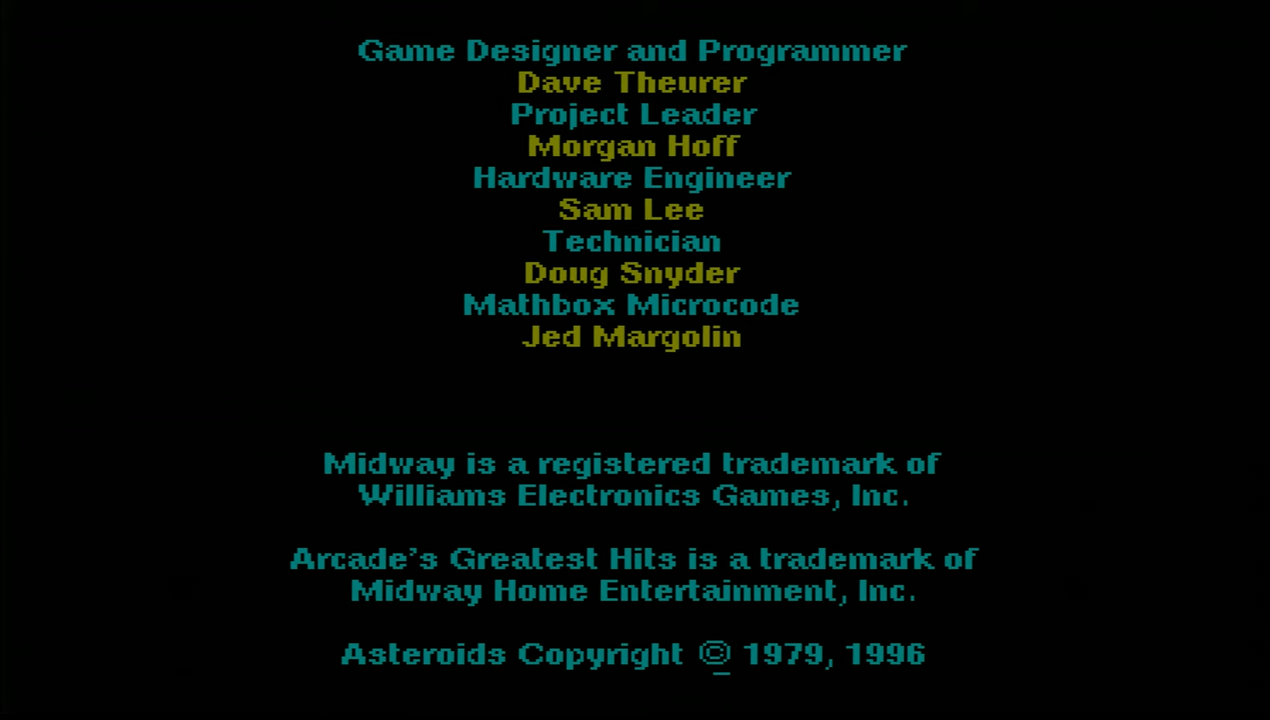 Game Designer and Programmer
Dave Theurer
Project Leader
Morgan Hoff
Hardware Engineer
Sam Lee
Technician
Doug Snyder
Mathbox Microcode
Jed Margolin
Midway is a registered trademark of
Williams Electronics Games, Inc.
Arcade's Greatest Hits is a trademark of
Midway Home Entertainment, Inc.
Asteroids Copyright © 1979, 1996